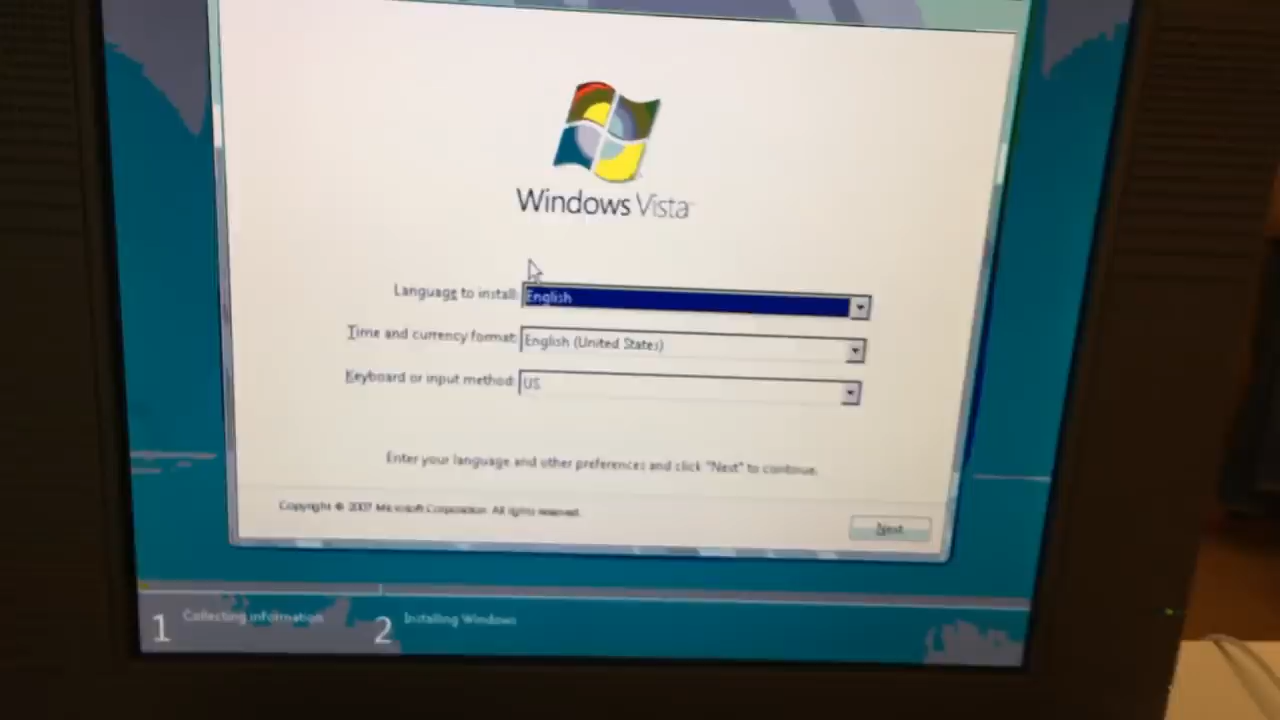 Windows Vista
Language to install: English
Time and currency format: English (United States)
Keyboard or input method: US
Enter your language and other preferences and click "Next" to continue.
Copyright © 2007 Microsoft Corporation. All rights reserved.
Next
1 Collecting information 2 Installing Windows